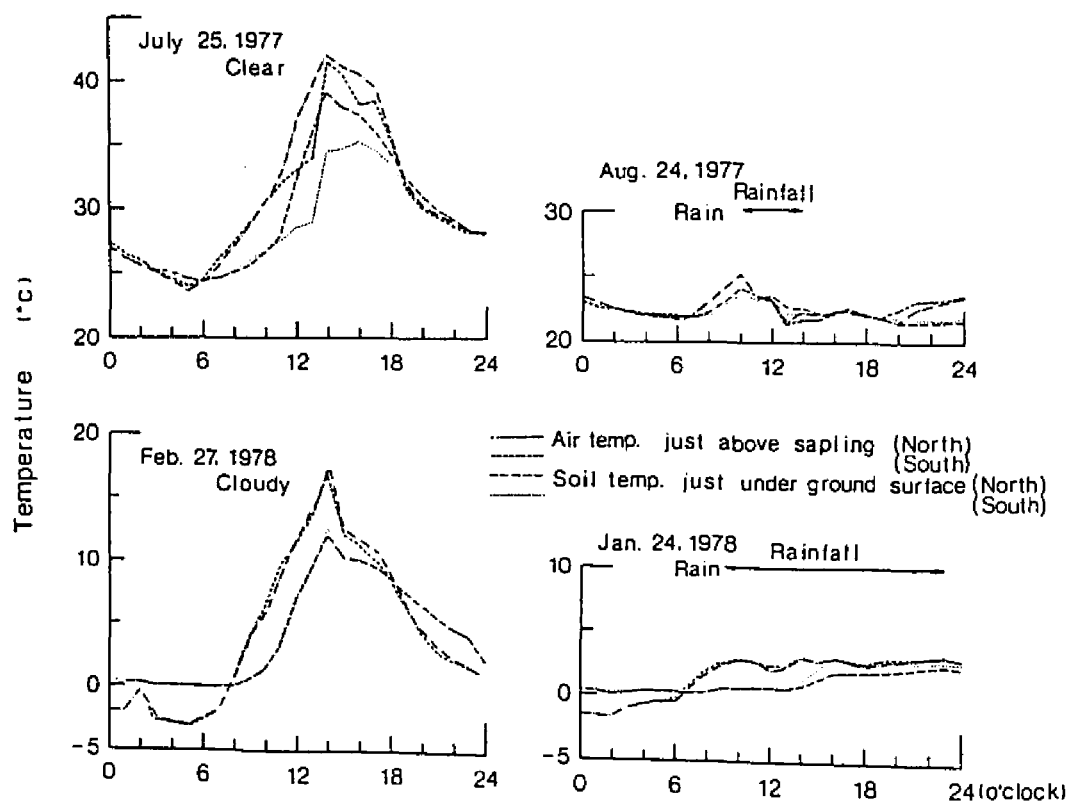 July 25, 1977
Clear
40
30
20
0 6 12 18 24
Aug. 24, 1977
Rainfall
Rain
30
20
0 6 12 18 24
Temperature (°C)
Feb. 27, 1978
Cloudy
20
10
0
-5
0 6 12 18 24
Air temp. just above sapling (North)
(South)
Soil temp. just under ground surface (North)
(South)
Jan. 24, 1978
Rainfall
Rain
10
0
-5
0 6 12 18 24 (o'clock)